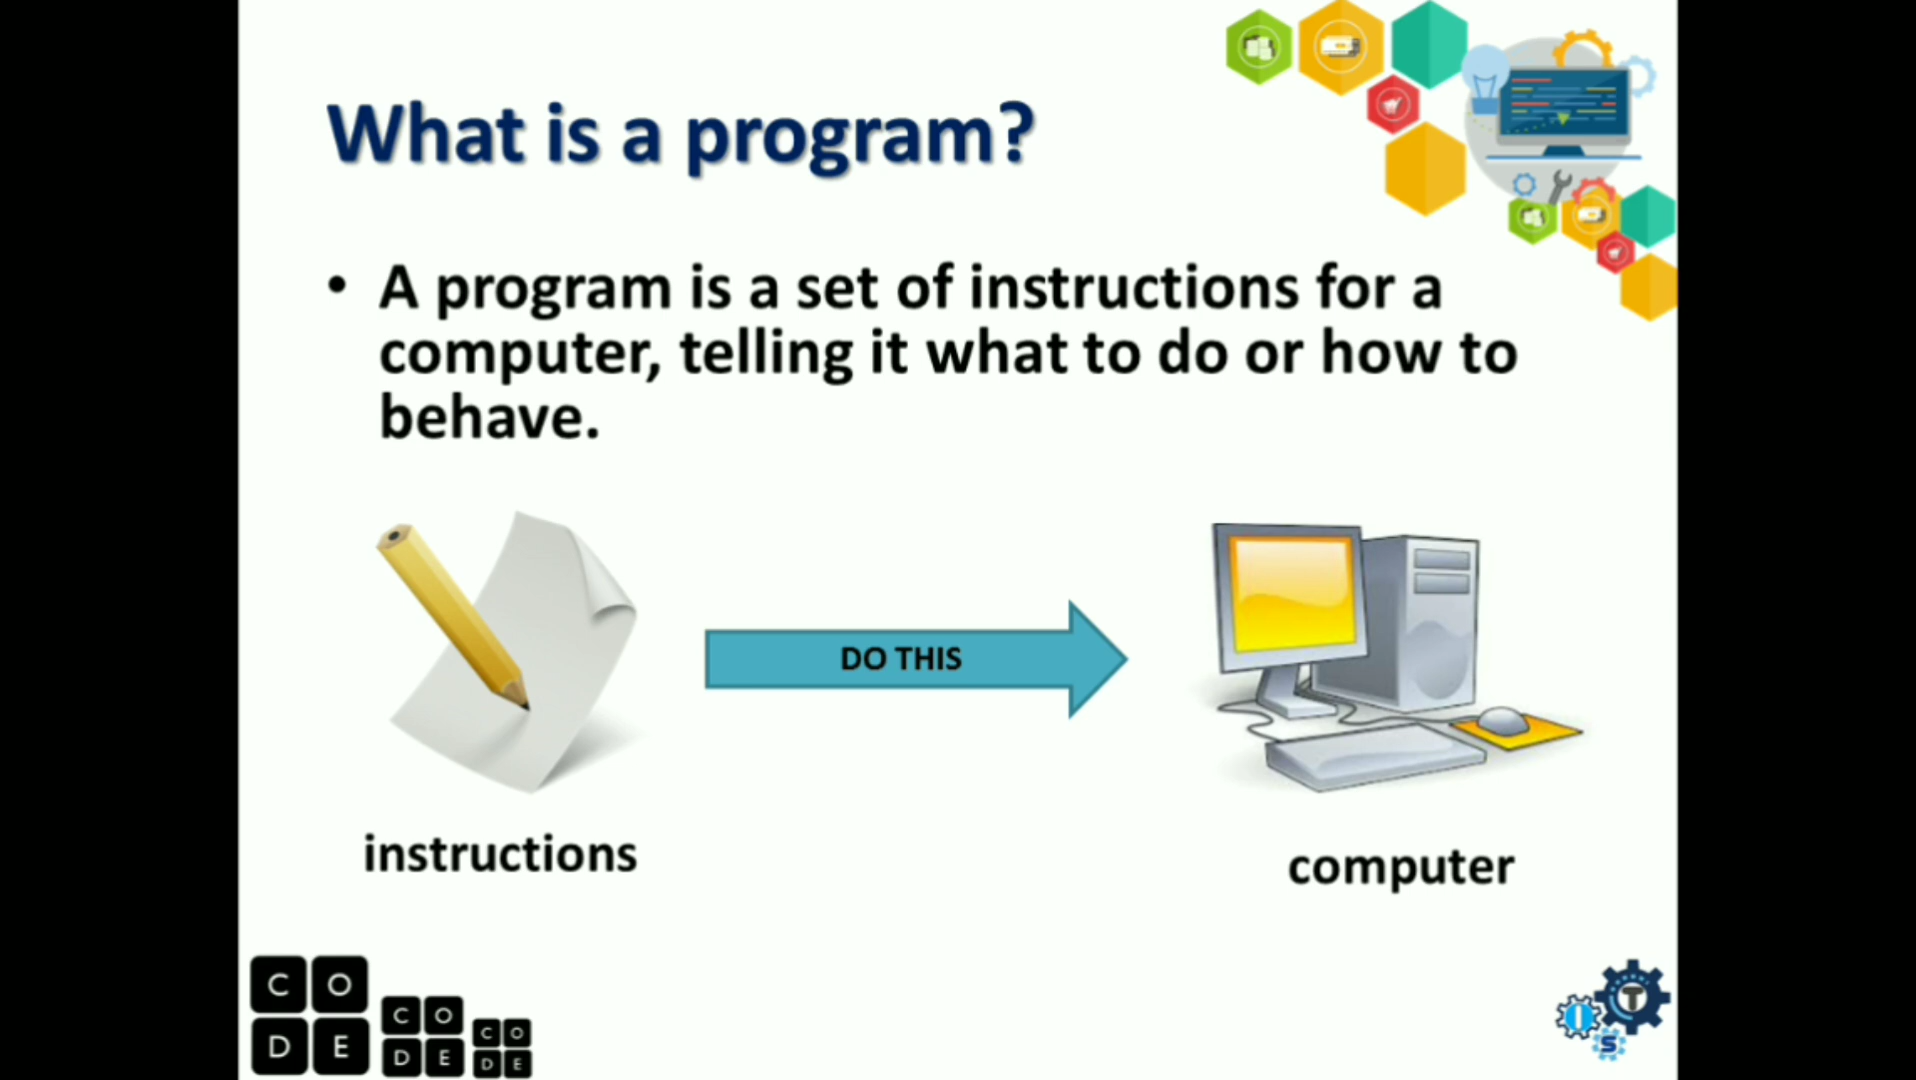 What is a program?
• A program is a set of instructions for a
computer, telling it what to do or how to
behave.
DO THIS
instructions
computer
C O
D E
C O
D E
C O
D E
T
I
S